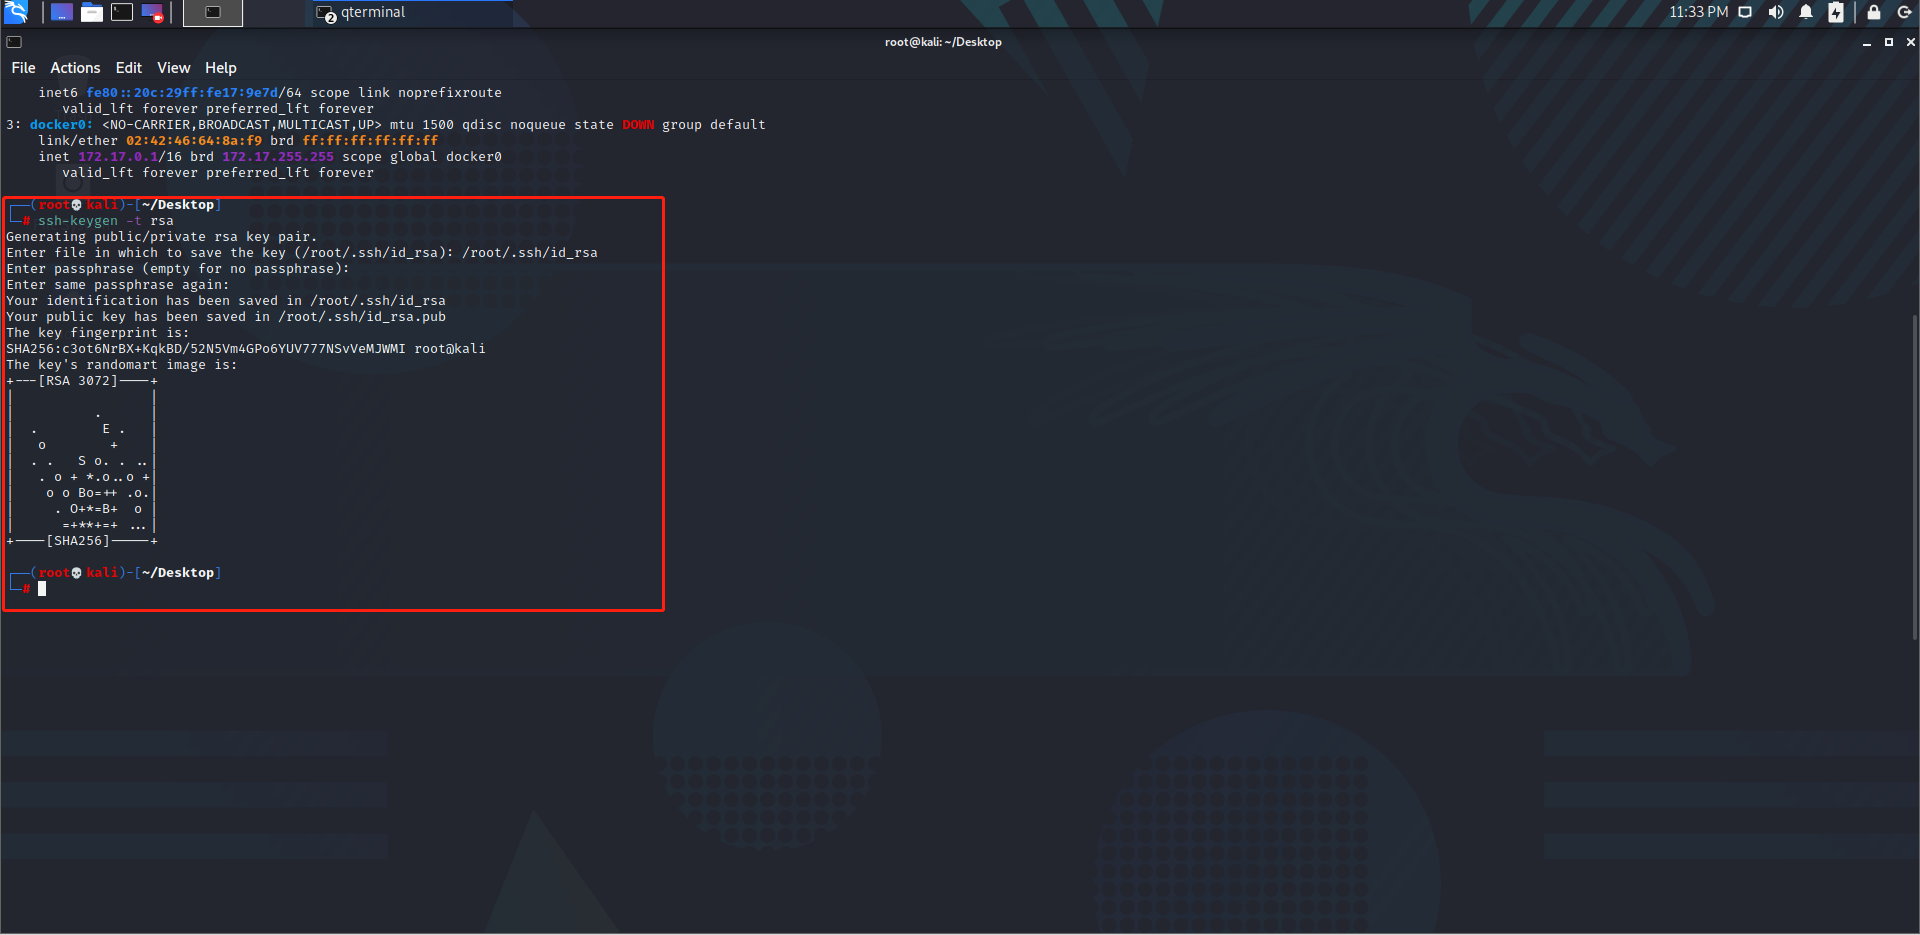 qterminal
11:33 PM
root@kali: ~/Desktop
File Actions Edit View Help
inet6 fe80::20c:29ff:fe17:9e7d/64 scope link noprefixroute
valid_lft forever preferred_lft forever
3: docker0: <NO-CARRIER,BROADCAST,MULTICAST,UP> mtu 1500 qdisc noqueue state DOWN group default
link/ether 02:42:46:64:8a:f9 brd ff:ff:ff:ff:ff:ff
inet 172.17.0.1/16 brd 172.17.255.255 scope global docker0
valid_lft forever preferred_lft forever
┌──(root💀kali)-[~/Desktop]
└─# ssh-keygen -t rsa
Generating public/private rsa key pair.
Enter file in which to save the key (/root/.ssh/id_rsa): /root/.ssh/id_rsa
Enter passphrase (empty for no passphrase):
Enter same passphrase again:
Your identification has been saved in /root/.ssh/id_rsa
Your public key has been saved in /root/.ssh/id_rsa.pub
The key fingerprint is:
SHA256:c3ot6NrBX+KqkBD/52N5Vm4GPo6YUV777NSvVeMJWMI root@kali
The key's randomart image is:
+---[RSA 3072]----+
|                 |
|          .      |
|  .        E .   |
|   o        +    |
|  . .   S o. . ..|
|   . o + *.o..o +|
|    o o Bo=++ .o.|
|     . O+*=B+  o |
|      =+**+=+ ...|
+----[SHA256]-----+
┌──(root💀kali)-[~/Desktop]
└─#